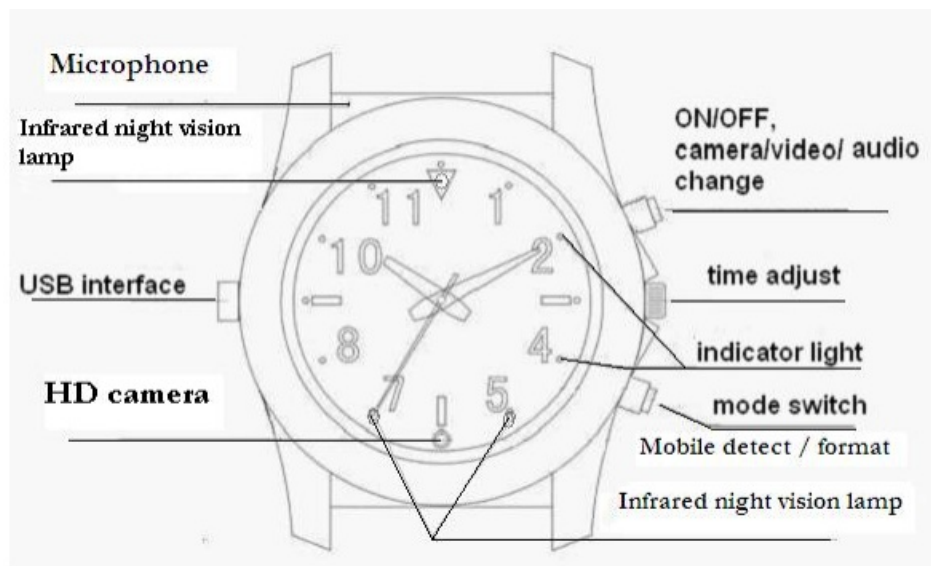 Microphone
Infrared night vision
lamp
USB interface
HD camera
11
1
10
2
8
4
7
5
ON/OFF,
camera/video/ audio
change
time adjust
indicator light
mode switch
Mobile detect / format
Infrared night vision lamp